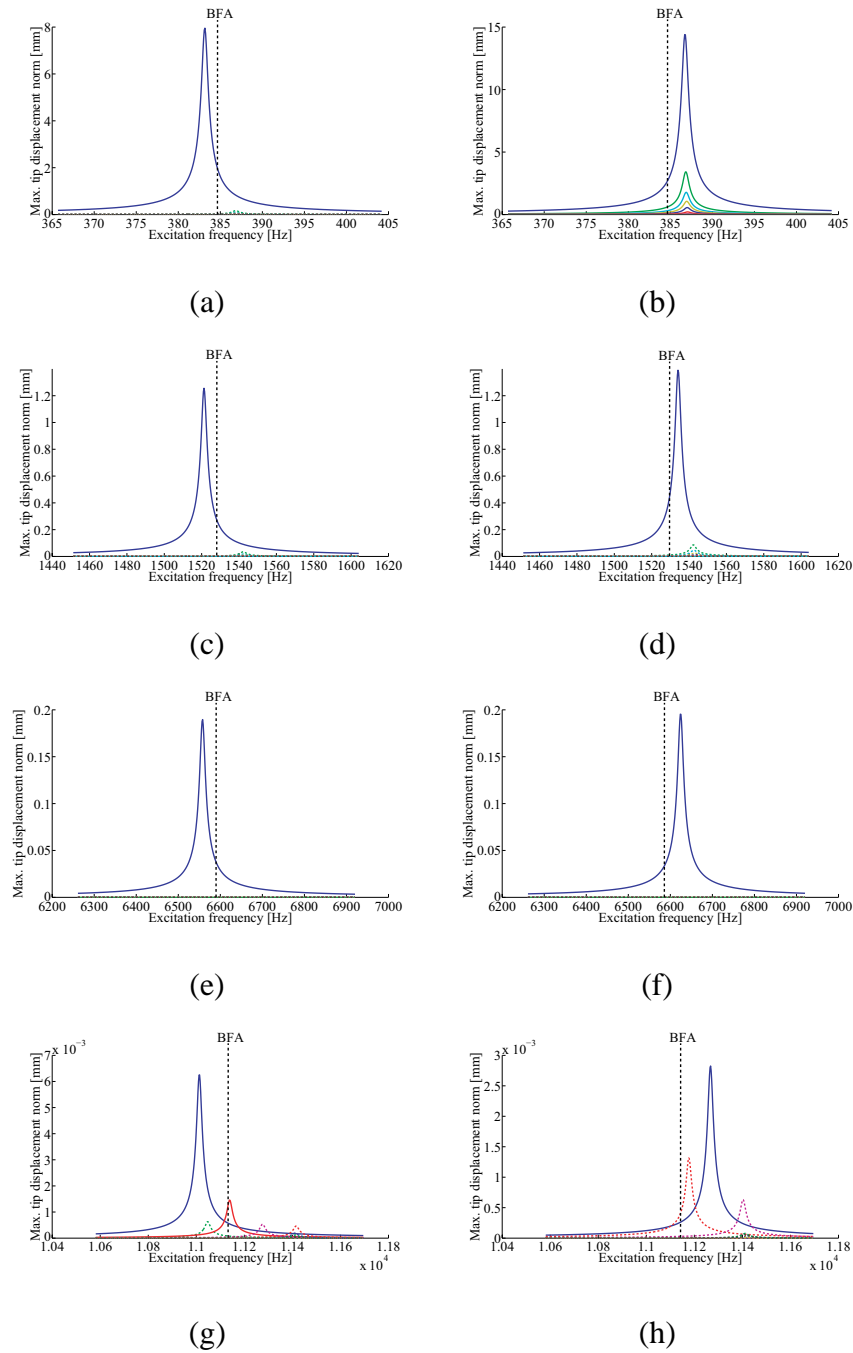 BFA
Max. tip displacement norm [mm]
8
6
4
2
0
365 370 375 380 385 390 395 400 405
Excitation frequency [Hz]
(a)
BFA
Max. tip displacement norm [mm]
15
10
5
0
365 370 375 380 385 390 395 400 405
Excitation frequency [Hz]
(b)
BFA
Max. tip displacement norm [mm]
1.2
1
0.8
0.6
0.4
0.2
0
1440 1460 1480 1500 1520 1540 1560 1580 1600 1620
Excitation frequency [Hz]
(c)
BFA
Max. tip displacement norm [mm]
1.2
1
0.8
0.6
0.4
0.2
0
1440 1460 1480 1500 1520 1540 1560 1580 1600 1620
Excitation frequency [Hz]
(d)
BFA
Max. tip displacement norm [mm]
0.2
0.15
0.1
0.05
0
6200 6300 6400 6500 6600 6700 6800 6900 7000
Excitation frequency [Hz]
(e)
BFA
Max. tip displacement norm [mm]
0.2
0.15
0.1
0.05
0
6200 6300 6400 6500 6600 6700 6800 6900 7000
Excitation frequency [Hz]
(f)
BFA
x 10⁻³
Max. tip displacement norm [mm]
7
6
5
4
3
2
1
0
1.04 1.06 1.08 1.1 1.12 1.14 1.16 1.18
Excitation frequency [Hz]
x 10⁴
(g)
BFA
x 10⁻³
Max. tip displacement norm [mm]
3
2.5
2
1.5
1
0.5
0
1.04 1.06 1.08 1.1 1.12 1.14 1.16 1.18
Excitation frequency [Hz]
x 10⁴
(h)